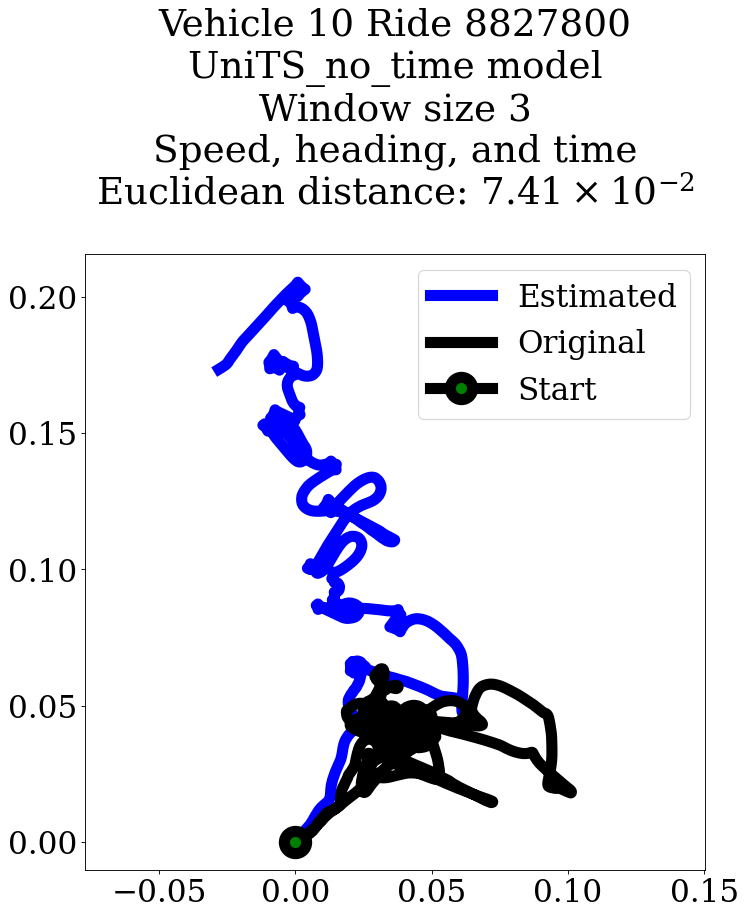 Vehicle 10 Ride 8827800
UniTS_no_time model
Window size 3
Speed, heading, and time
Euclidean distance: 7.41 × 10⁻²
Estimated
Original
Start
0.20
0.15
0.10
0.05
0.00
−0.05 0.00 0.05 0.10 0.15